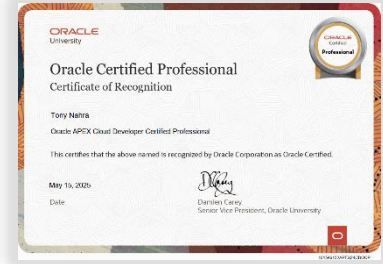 ORACLE
University
ORACLE
Certified
Professional
Oracle Certified Professional
Certificate of Recognition
Tony Nahra
Oracle APEX Cloud Developer Certified Professional
This certifies that the above named is recognized by Oracle Corporation as Oracle Certified.
May 15, 2025
Date
Damien Carey
Senior Vice President, Oracle University